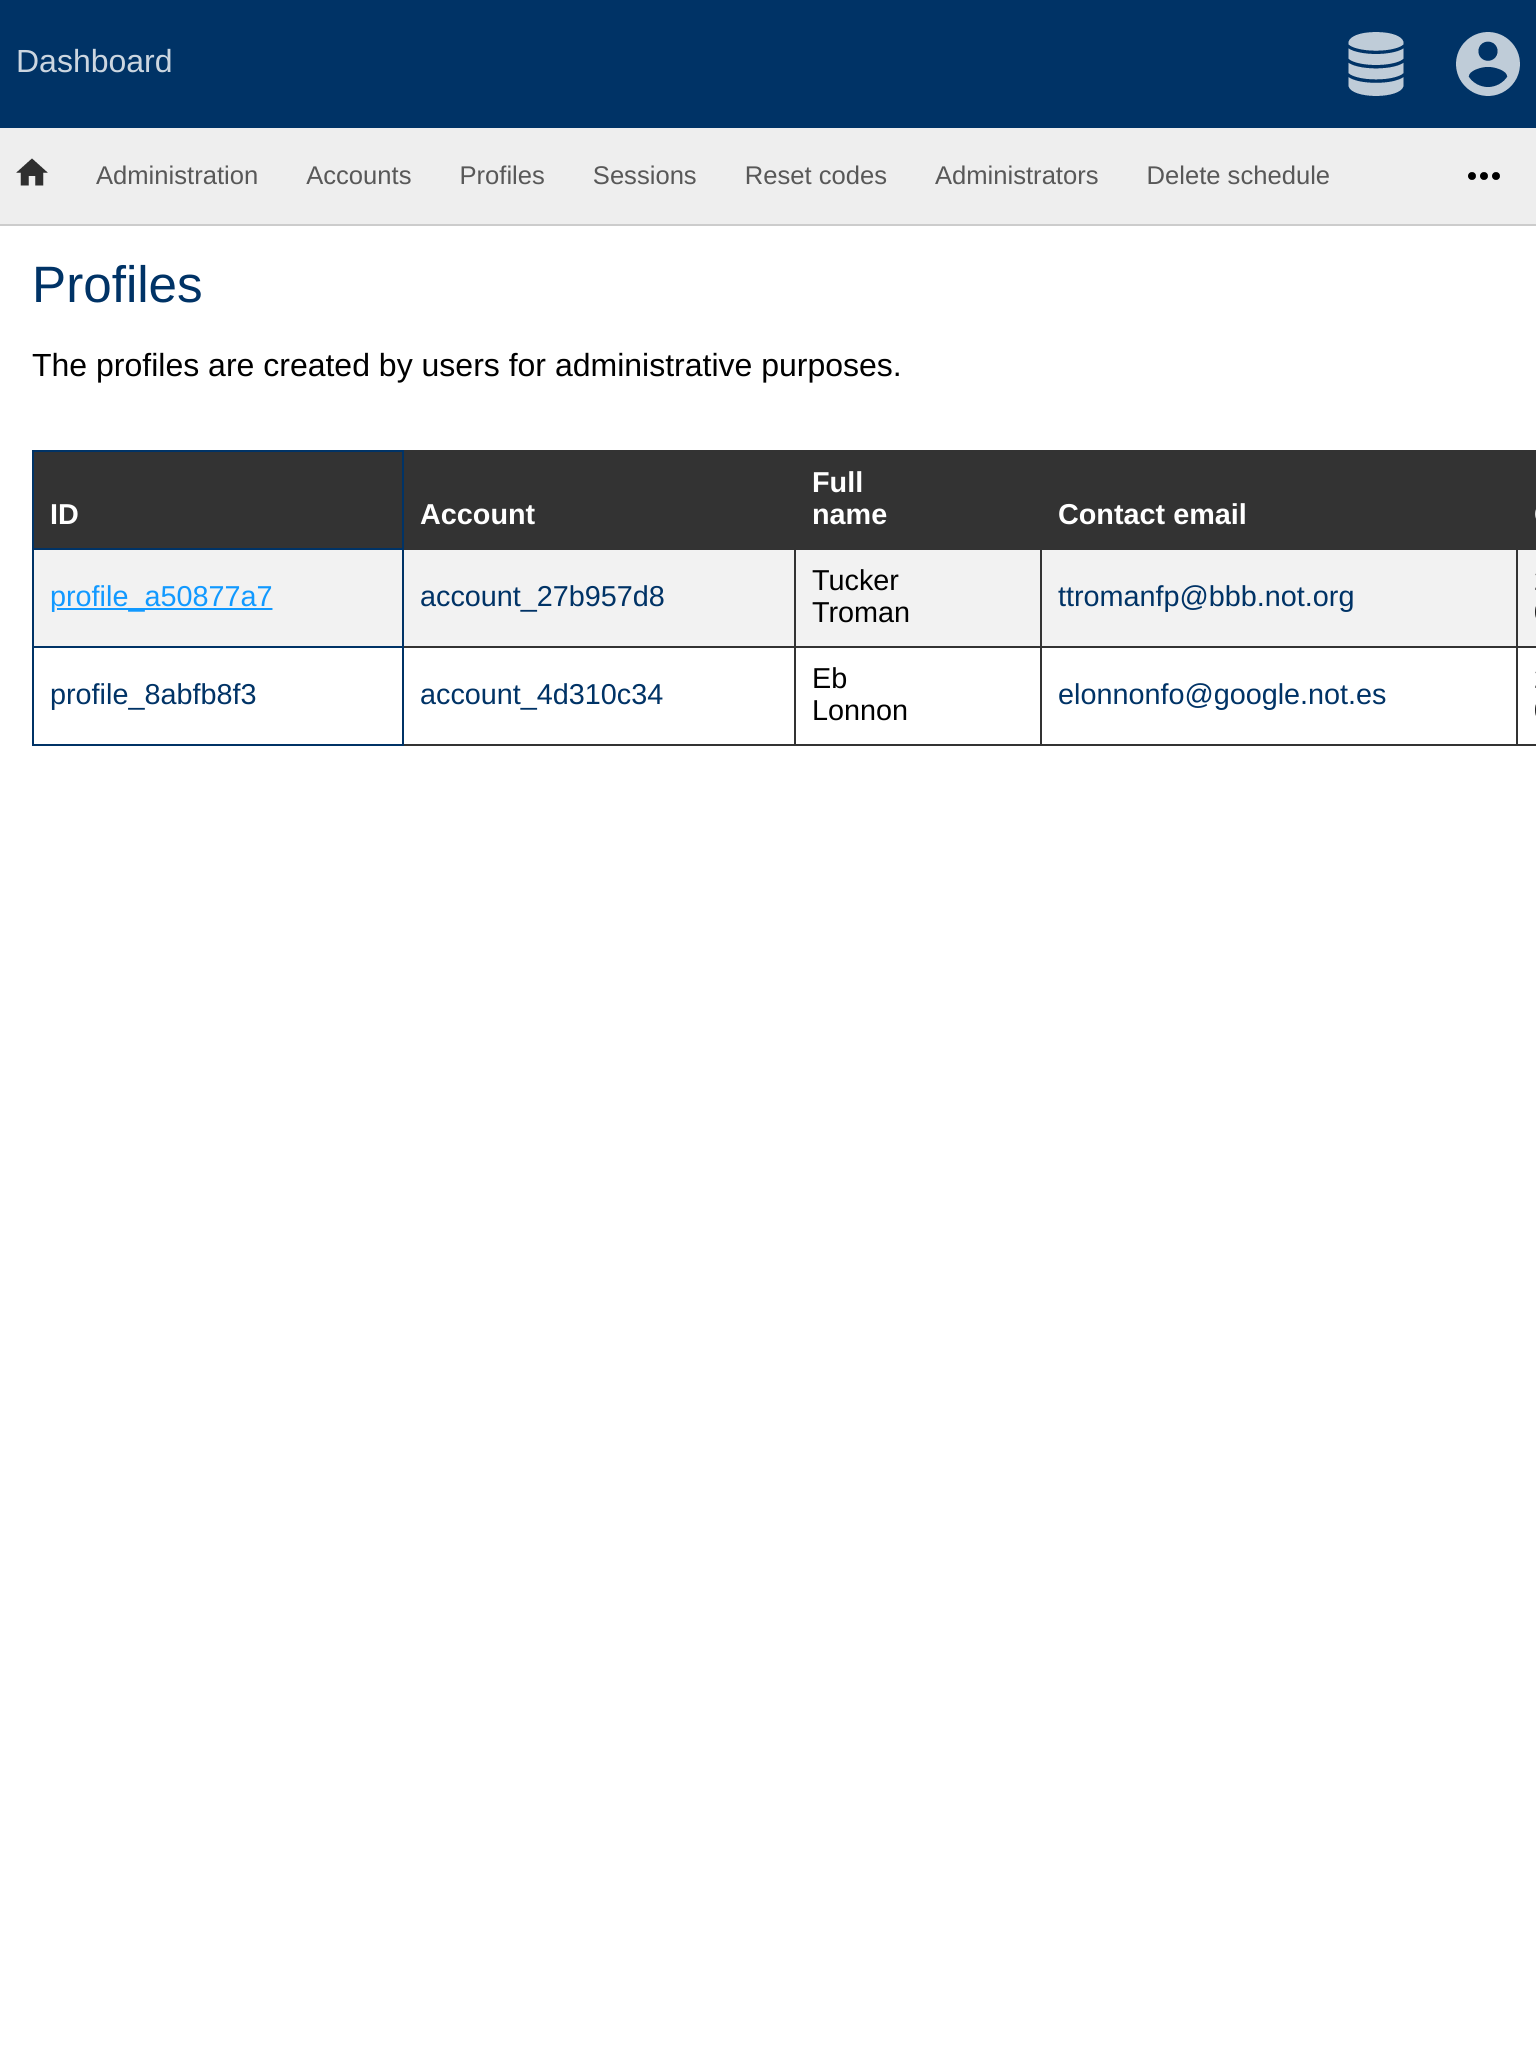 Dashboard
Administration Accounts Profiles Sessions Reset codes Administrators Delete schedule
Profiles
The profiles are created by users for administrative purposes.
ID Account Full name Contact email
profile_a50877a7 account_27b957d8 Tucker Troman ttromanfp@bbb.not.org
profile_8abfb8f3 account_4d310c34 Eb Lonnon elonnonfo@google.not.es